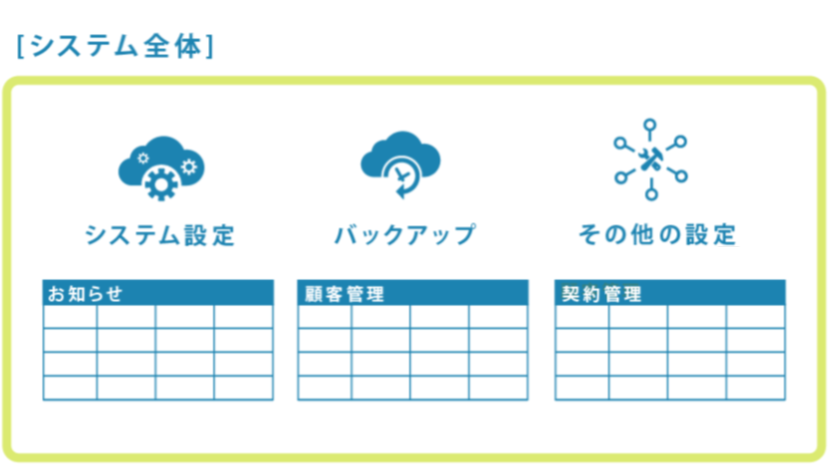 [システム全体]
システム設定
バックアップ
その他の設定
お知らせ
顧客管理
契約管理